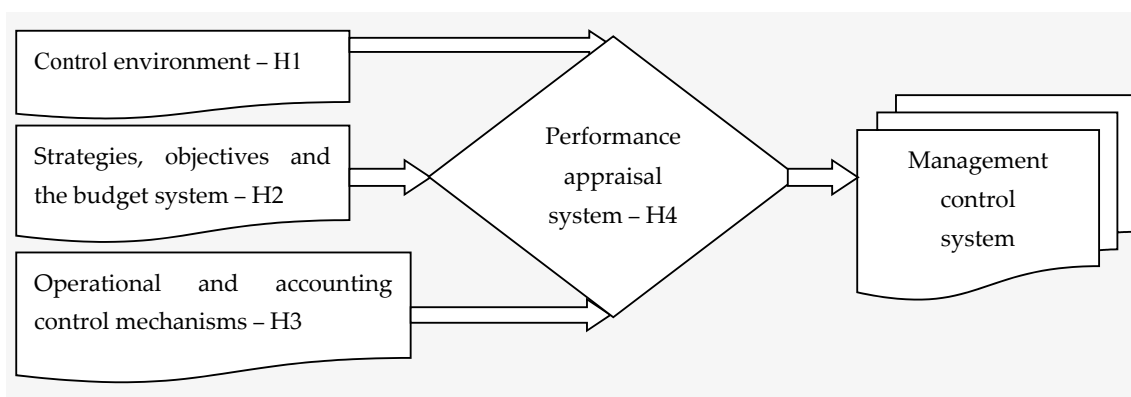 Control environment – H1
Strategies, objectives and
the budget system – H2
Operational and accounting
control mechanisms – H3
Performance
appraisal
system – H4
Management
control
system